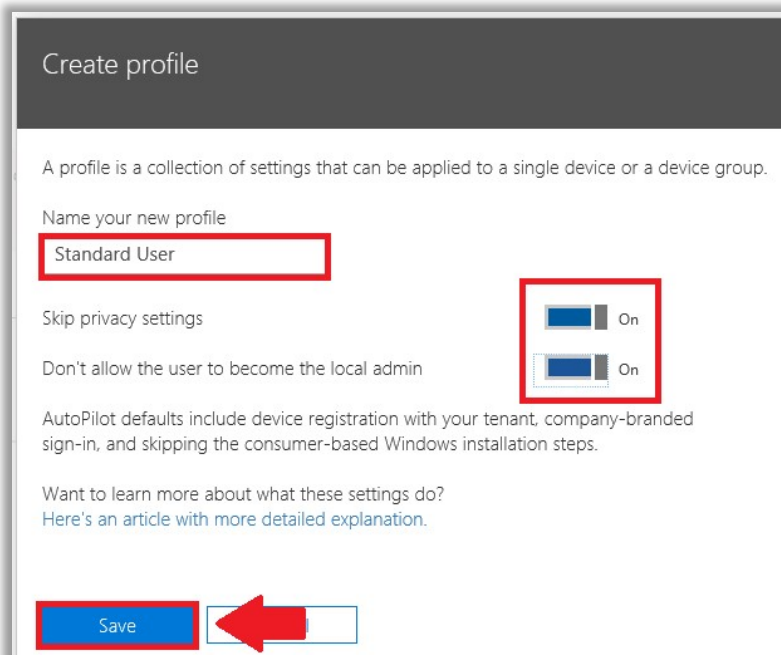 Create profile
A profile is a collection of settings that can be applied to a single device or a device group.
Name your new profile
Standard User
Skip privacy settings
On
Don't allow the user to become the local admin
On
AutoPilot defaults include device registration with your tenant, company-branded
sign-in, and skipping the consumer-based Windows installation steps.
Want to learn more about what these settings do?
Here's an article with more detailed explanation.
Save